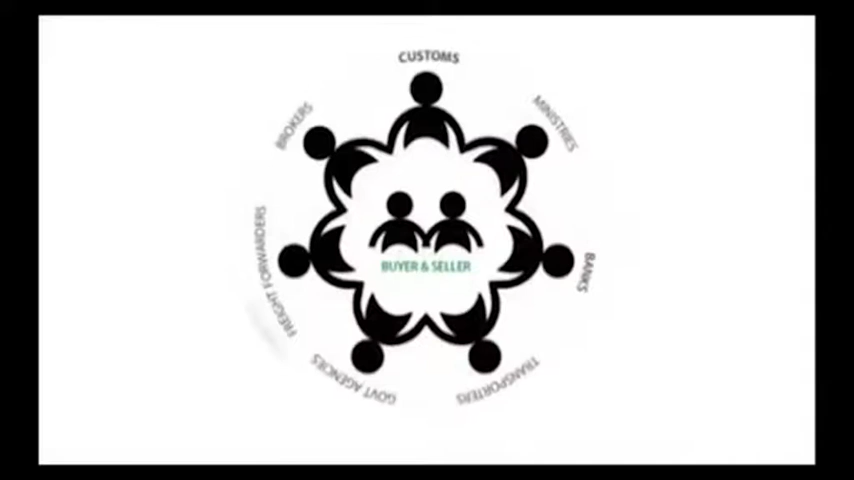 CUSTOMS
MINISTRIES
BROKERS
BUYER & SELLER
FREIGHT FORWARDERS
BANKS
GOVT AGENCIES
TRANSPORTERS